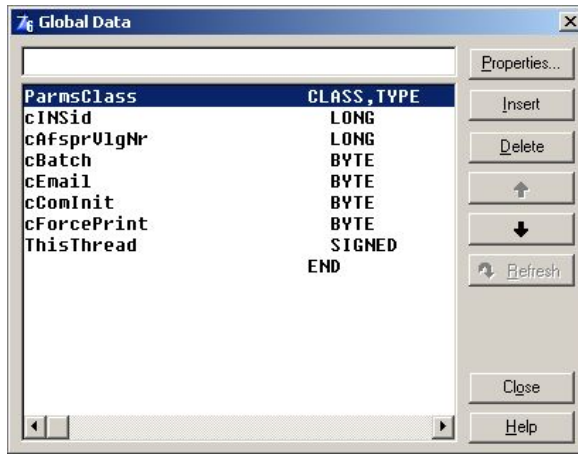 Global Data
Properties...
ParmsClass CLASS,TYPE
Insert
cINSid LONG
cAfsprVlgNr LONG
Delete
cBatch BYTE
cEmail BYTE
cComInit BYTE
cForcePrint BYTE
ThisThread SIGNED
END
Refresh
Close
Help